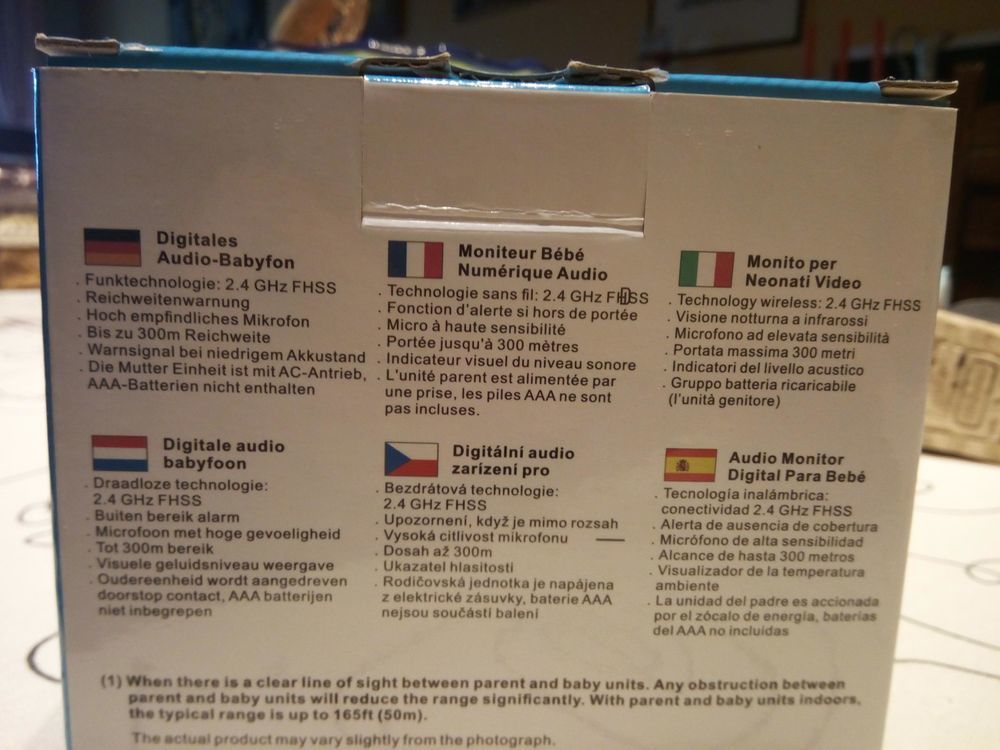 Digitales
Audio-Babyfon
. Funktechnologie: 2.4 GHz FHSS
. Reichweitenwarnung
. Hoch empfindliches Mikrofon
. Bis zu 300m Reichweite
. Warnsignal bei niedrigem Akkustand
. Die Mutter Einheit ist mit AC-Antrieb,
AAA-Batterien nicht enthalten
Moniteur Bébé
Numérique Audio
. Technologie sans fil: 2.4 GHz FHSS
. Fonction d'alerte si hors de portée
. Micro à haute sensibilité
. Portée jusqu'à 300 mètres
. Indicateur visuel du niveau sonore
. L'unité parent est alimentée par
une prise, les piles AAA ne sont
pas incluses.
Monito per
Neonati Video
. Technology wireless: 2.4 GHz FHSS
. Visione notturna a infrarossi
. Microfono ad elevata sensibilità
. Portata massima 300 metri
. Indicatori del livello acustico
. Gruppo batteria ricaricabile
(l'unità genitore)
Digitale audio
babyfoon
. Draadloze technologie:
2.4 GHz FHSS
. Buiten bereik alarm
. Microfoon met hoge gevoeligheid
. Tot 300m bereik
. Visuele geluidsniveau weergave
. Oudereenheid wordt aangedreven
doorstop contact, AAA batterijen
niet inbegrepen
Digitální audio
zarízení pro
. Bezdrátová technologie:
2.4 GHz FHSS
. Upozornení, když je mimo rozsah
. Vysoká citlivost mikrofonu
. Dosah až 300m
. Ukazatel hlasitosti
. Rodičovská jednotka je napájena
z elektrické zásuvky, baterie AAA
nejsou součástí balení
Audio Monitor
Digital Para Bebé
. Tecnología inalámbrica:
conectividad 2.4 GHz FHSS
. Alerta de ausencia de cobertura
. Micrófono de alta sensibilidad
. Alcance de hasta 300 metros
. Visualizador de la temperatura
ambiente
. La unidad del padre es accionada
por el zócalo de energía, baterías
del AAA no incluidas
(1) When there is a clear line of sight between parent and baby units. Any obstruction between
parent and baby units will reduce the range significantly. With parent and baby units indoors,
the typical range is up to 165ft (50m).
The actual product may vary slightly from the photograph.